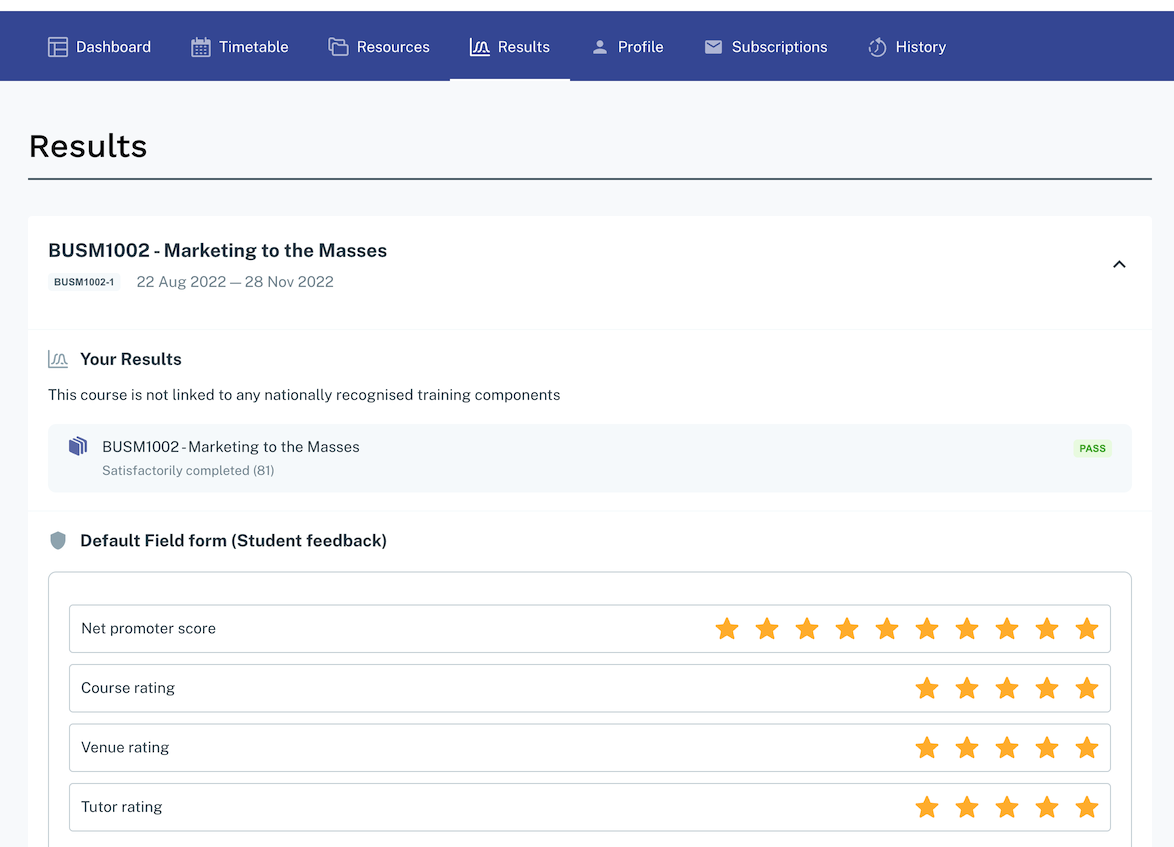 Dashboard Timetable Resources Results Profile Subscriptions History
Results
BUSM1002 - Marketing to the Masses
BUSM1002-1 22 Aug 2022 — 28 Nov 2022
Your Results
This course is not linked to any nationally recognised training components
BUSM1002 - Marketing to the Masses PASS
Satisfactorily completed (81)
Default Field form (Student feedback)
Net promoter score
Course rating
Venue rating
Tutor rating